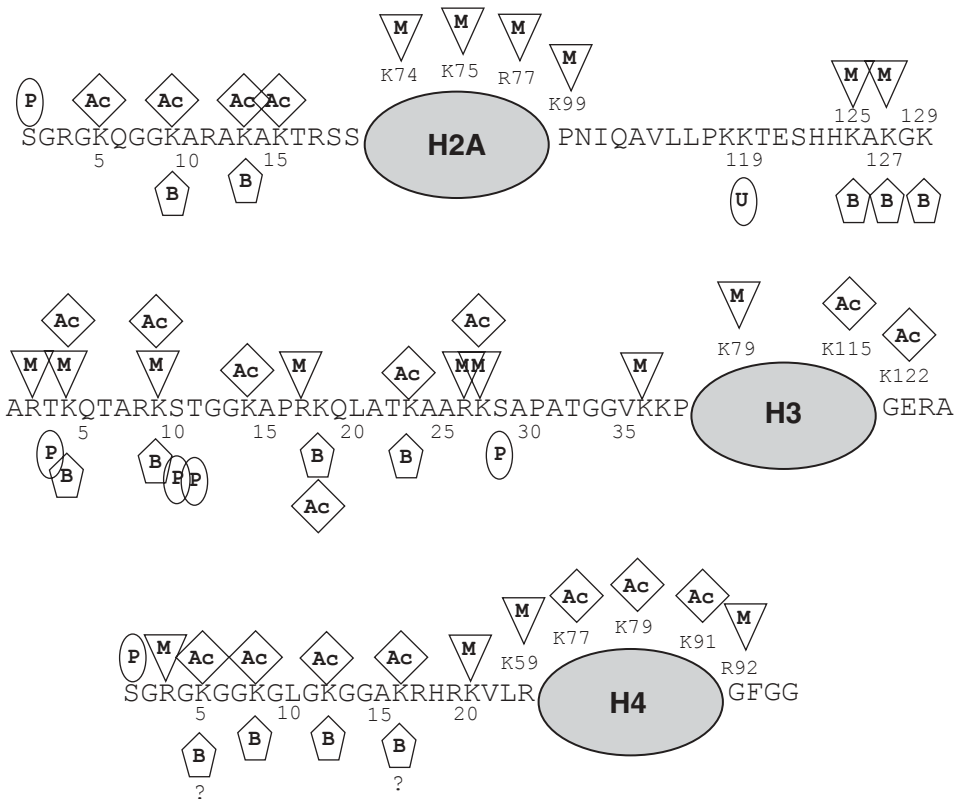 M M M M
K74 K75 R77 K99
P Ac Ac Ac Ac M M
125 129
SGRGKQGGKARAKAKTRSS H2A PNIQAVLLPKKTESHHKAKGK
5 10 15 119 127
B B U B B B
Ac Ac Ac M Ac Ac
M M M Ac M Ac M M M K79 K115 K122
ARTKQTARKSTGGKAPRKQLATKAARKSAPATGGVKKP H3 GERA
5 10 15 20 25 30 35
P B B P P B B P
Ac
Ac Ac Ac M
M K77 K79 K91
P M Ac Ac Ac Ac M K59 R92
SGRGKGGKGLGKGGAKRHRKVLR H4 GFGG
5 10 15 20
B B B B
? ?